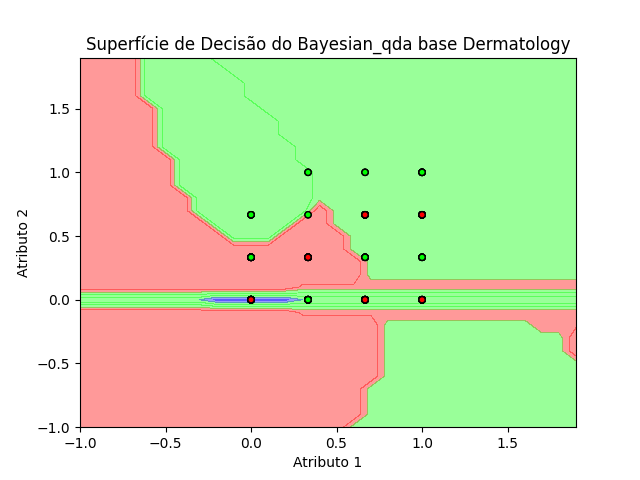 Superfície de Decisão do Bayesian_qda base Dermatology
Atributo 2
1.5
1.0
0.5
0.0
−0.5
−1.0
−1.0 −0.5 0.0 0.5 1.0 1.5
Atributo 1